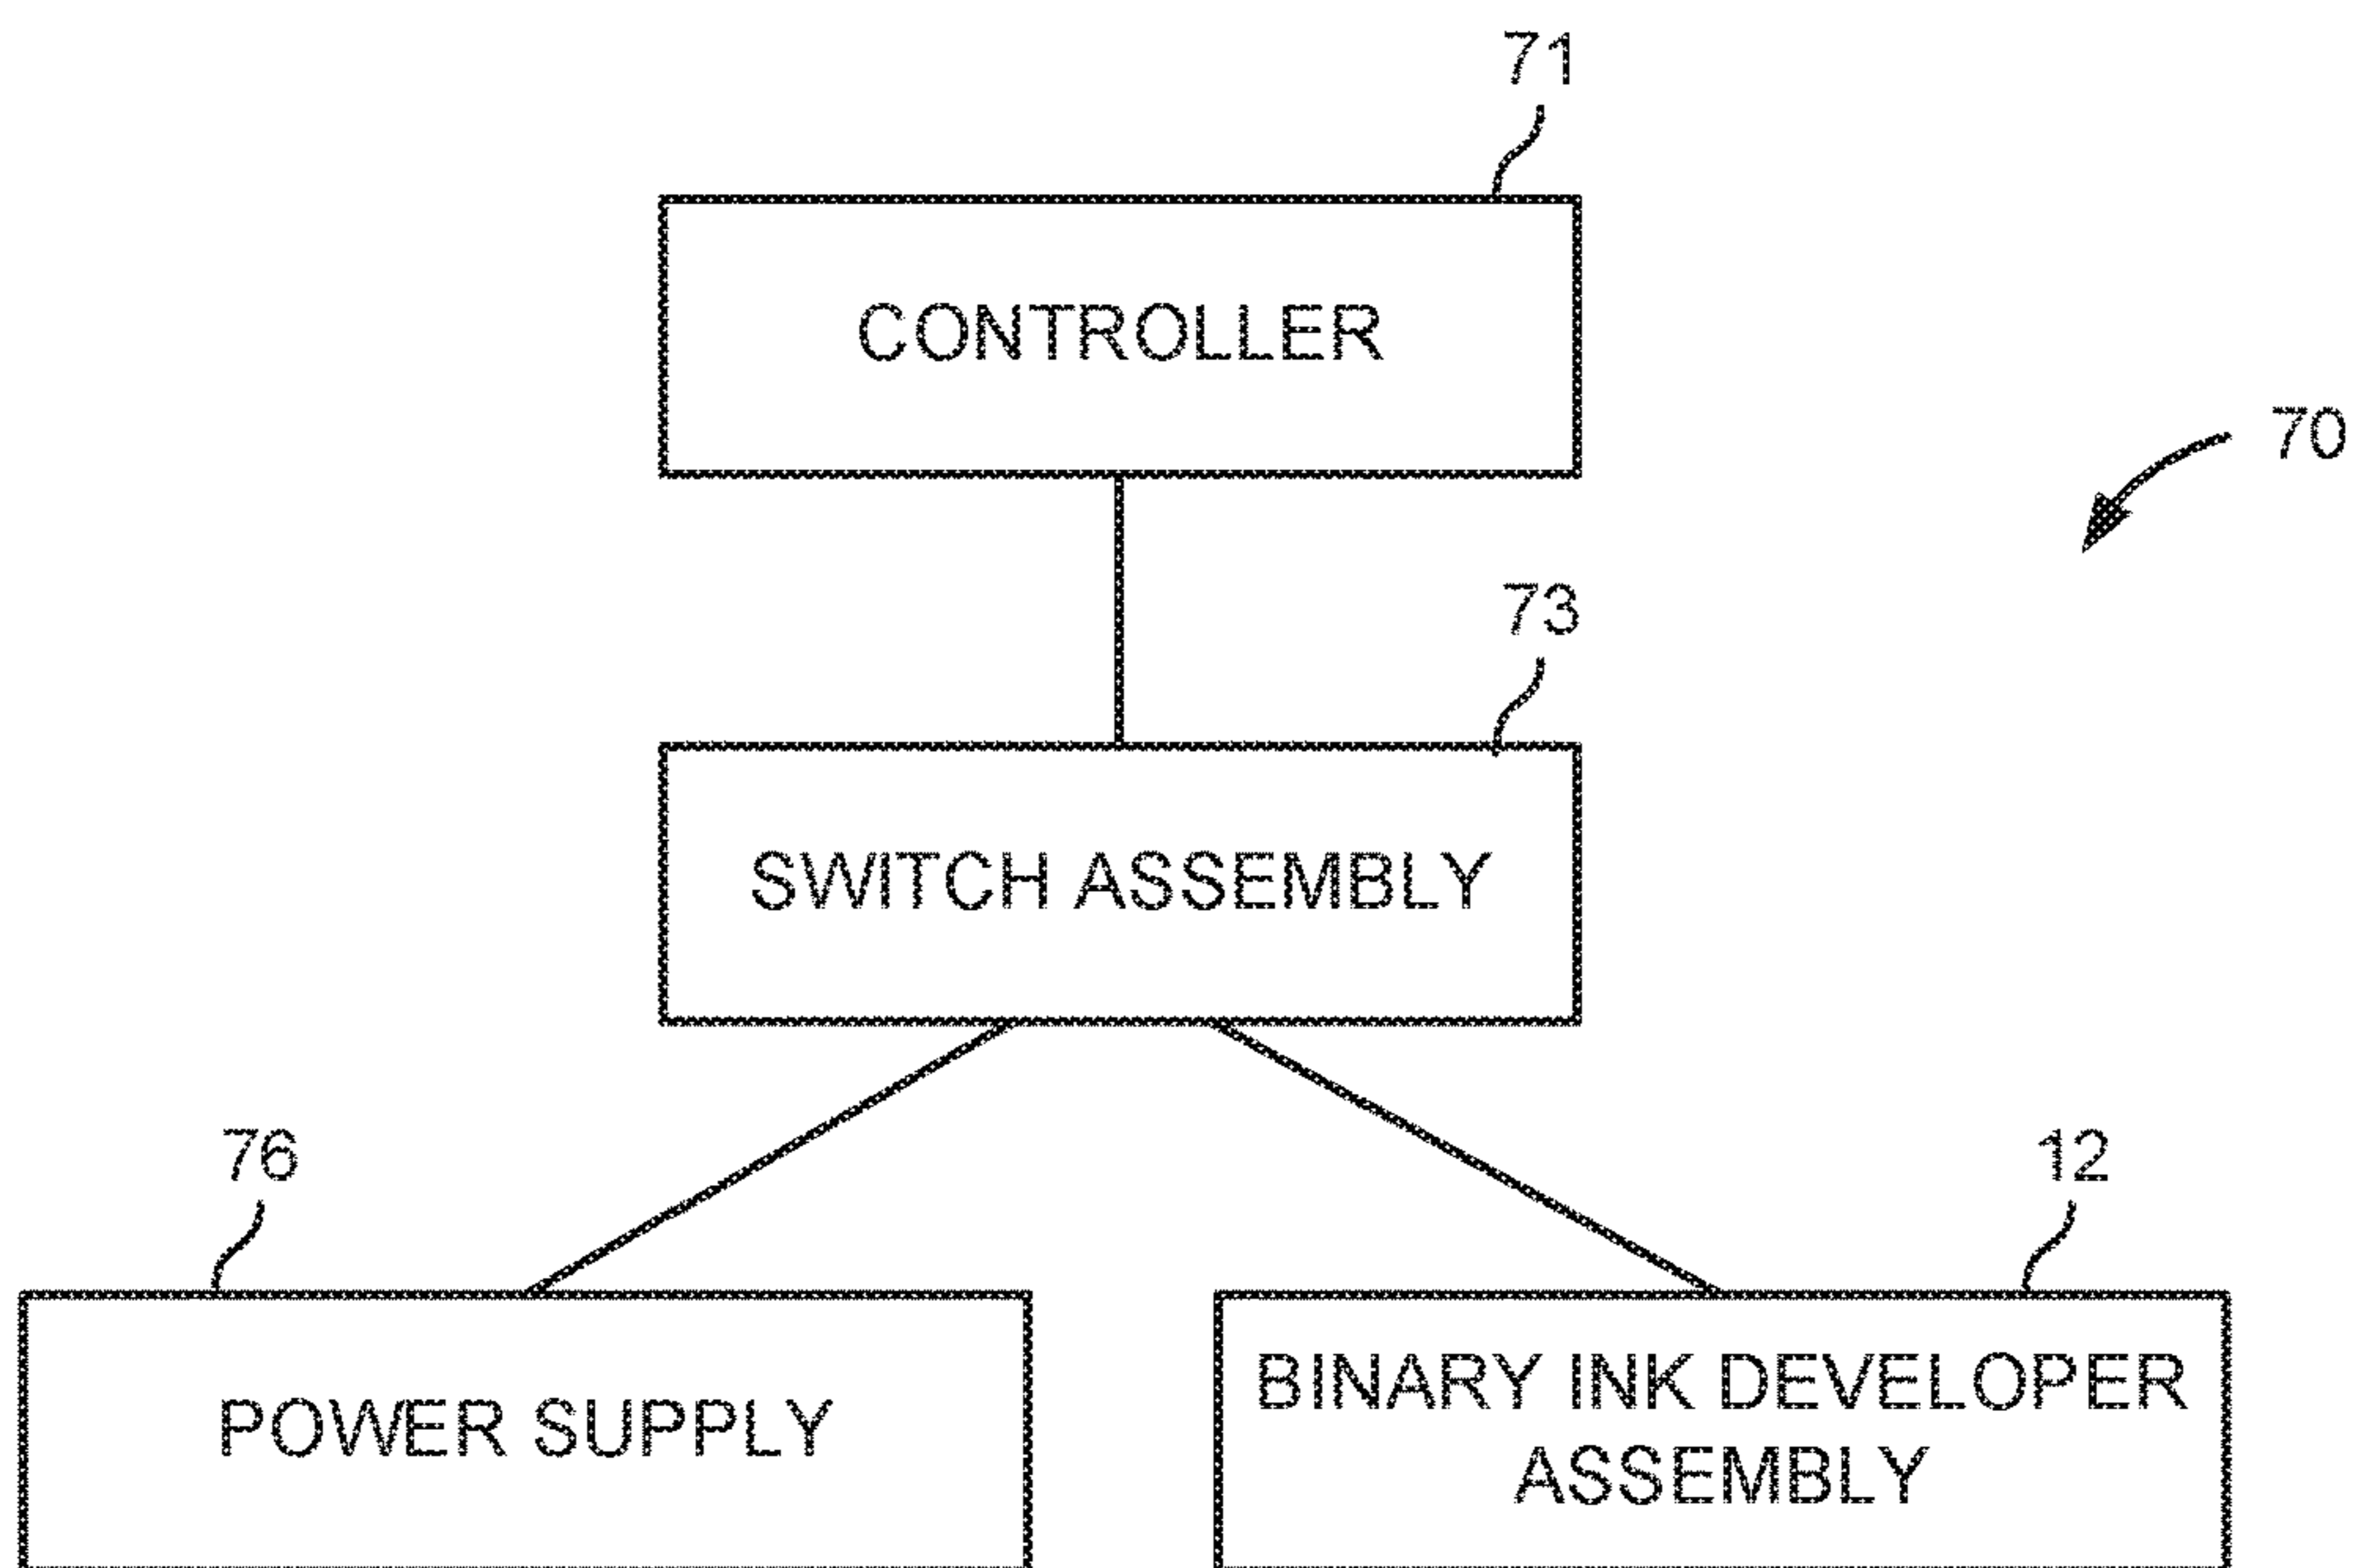 71
CONTROLLER
70
73
SWITCH ASSEMBLY
76
12
POWER SUPPLY
BINARY INK DEVELOPER
ASSEMBLY